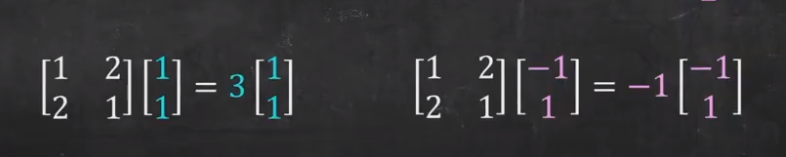 [1 2; 2 1] [1; 1] = 3 [1; 1]
[1 2; 2 1] [−1; 1] = −1 [−1; 1]